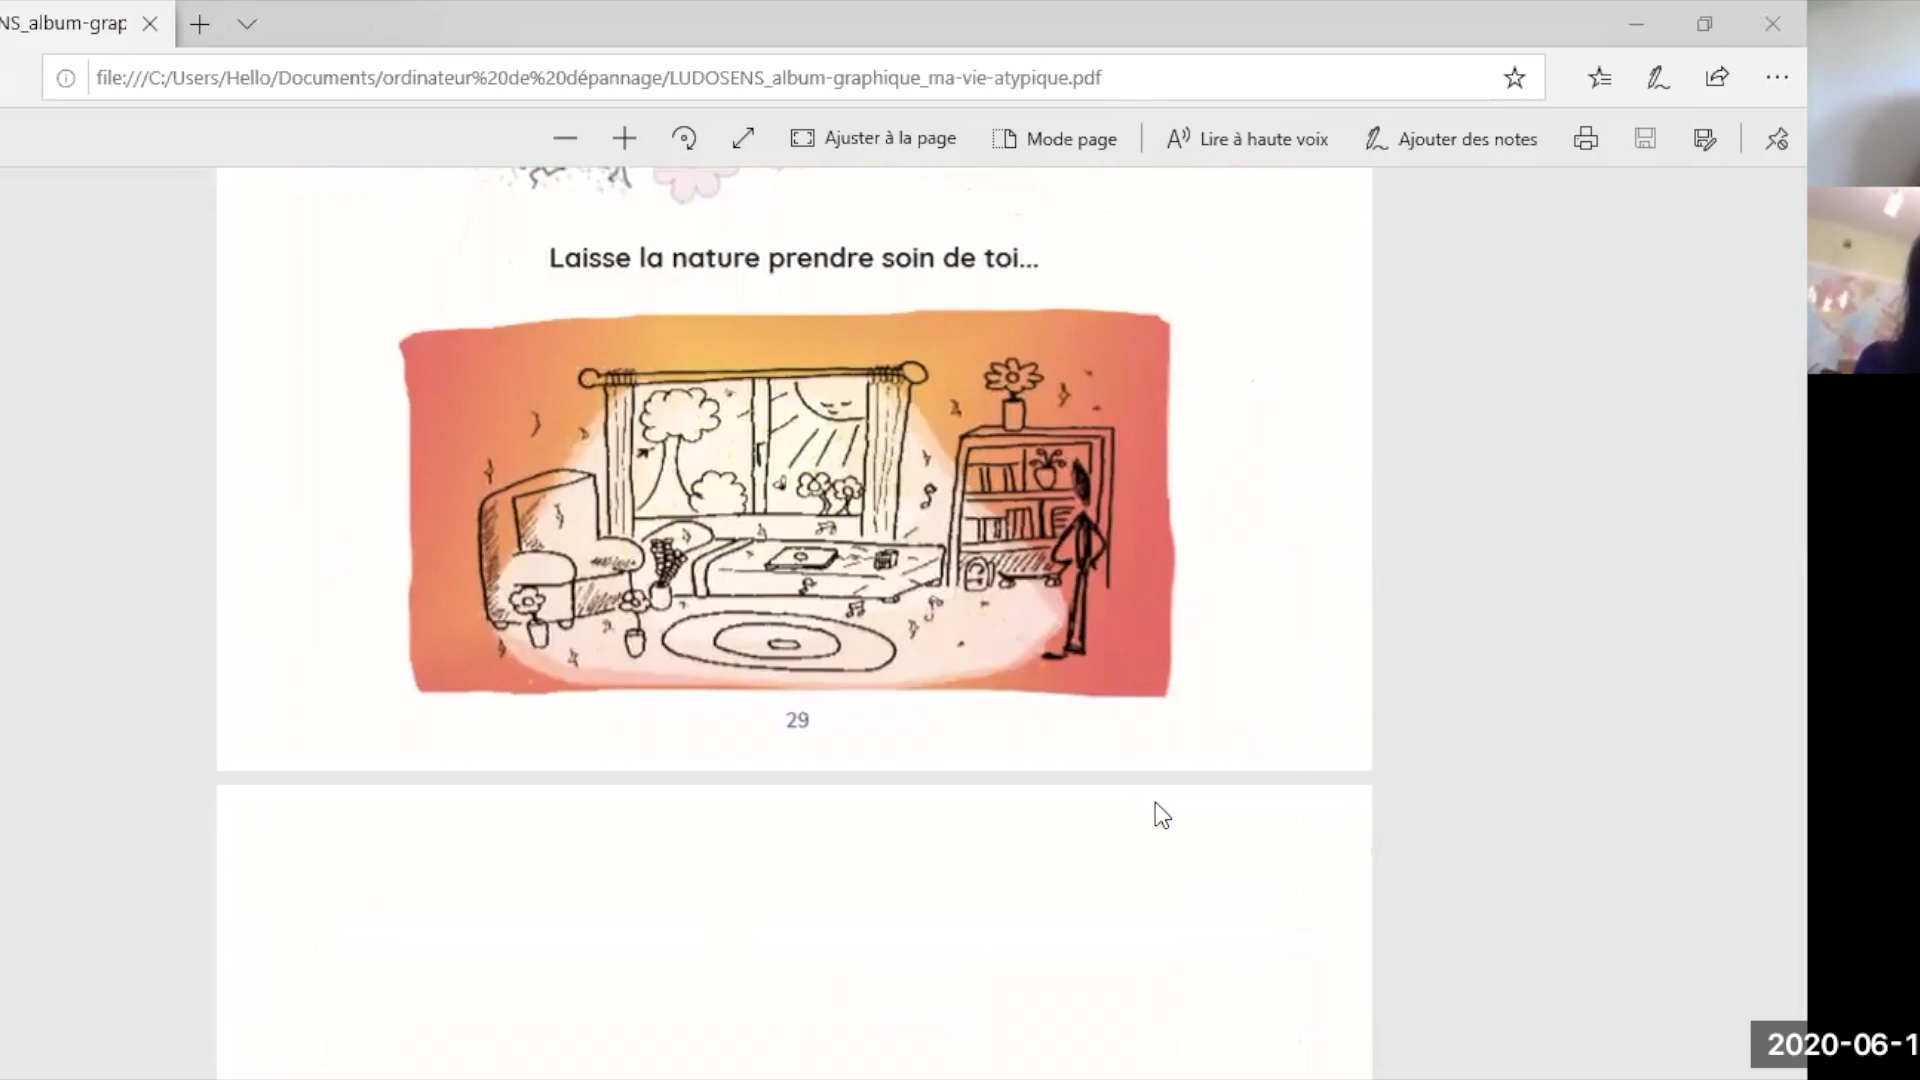 NS_album-grap
file:///C:/Users/Hello/Documents/ordinateur%20de%20dépannage/LUDOSENS_album-graphique_ma-vie-atypique.pdf
Ajuster à la page
Mode page
Lire à haute voix
Ajouter des notes
Laisse la nature prendre soin de toi...
29
2020-06-1